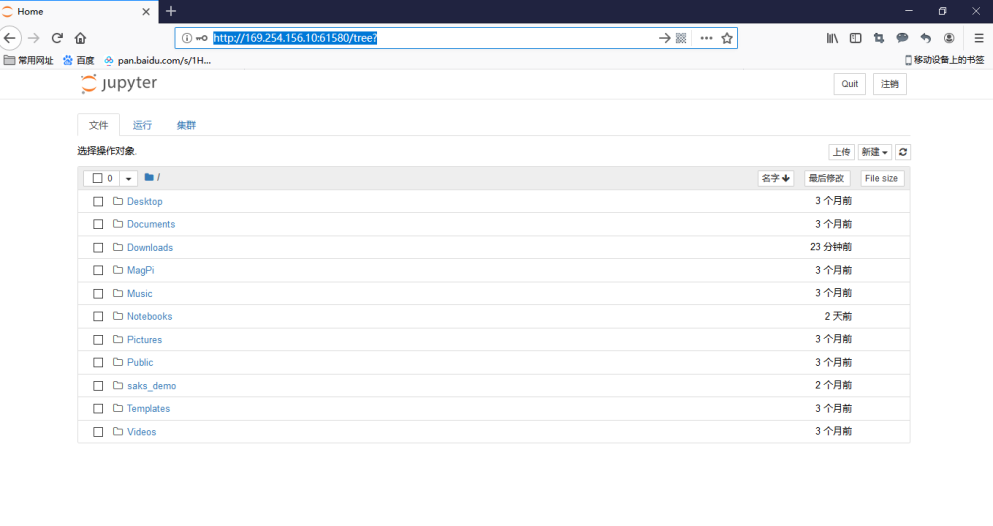 Home
http://169.254.156.10:61580/tree?
常用网址 百度 pan.baidu.com/s/1H... 移动设备上的书签
jupyter Quit 注销
文件 运行 集群
选择操作对象. 上传 新建
0 / 名字 最后修改 File size
Desktop 3 个月前
Documents 3 个月前
Downloads 23 分钟前
MagPi 3 个月前
Music 3 个月前
Notebooks 2 天前
Pictures 3 个月前
Public 3 个月前
saks_demo 2 个月前
Templates 3 个月前
Videos 3 个月前